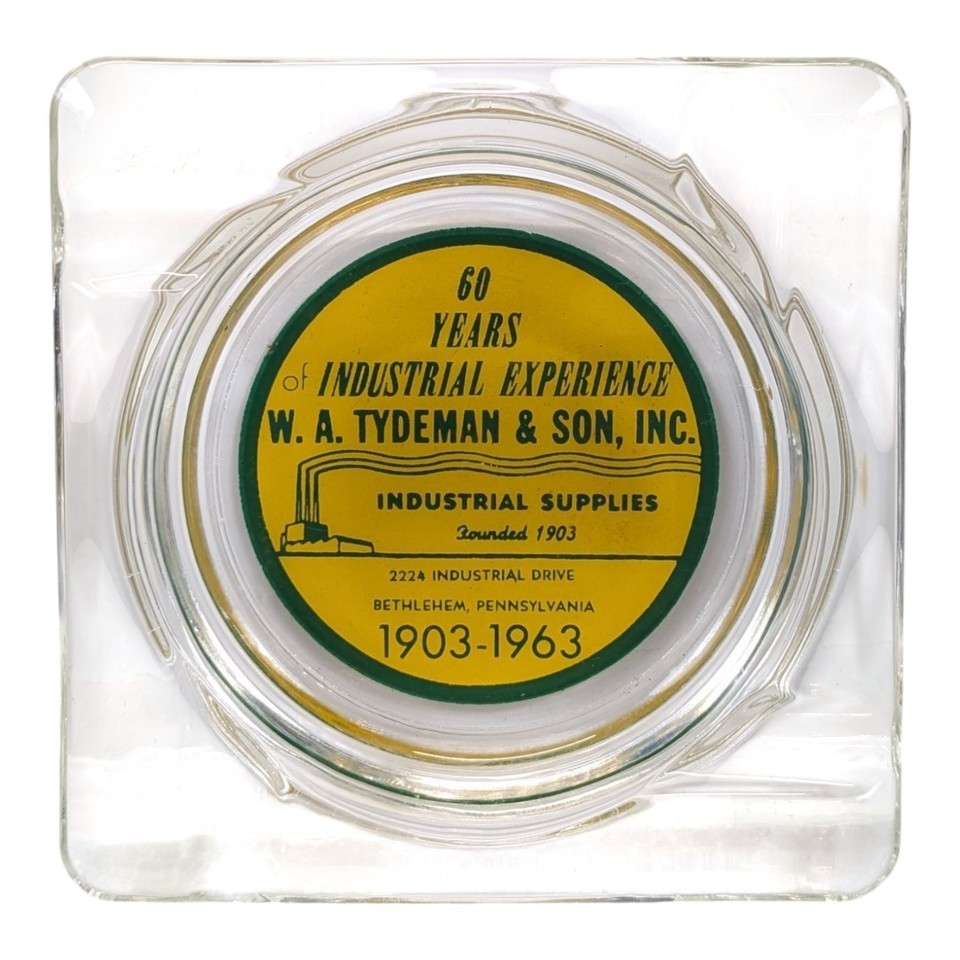 60
YEARS
of INDUSTRIAL EXPERIENCE
W. A. TYDEMAN & SON, INC.
INDUSTRIAL SUPPLIES
Founded 1903
2224 INDUSTRIAL DRIVE
BETHLEHEM, PENNSYLVANIA
1903-1963